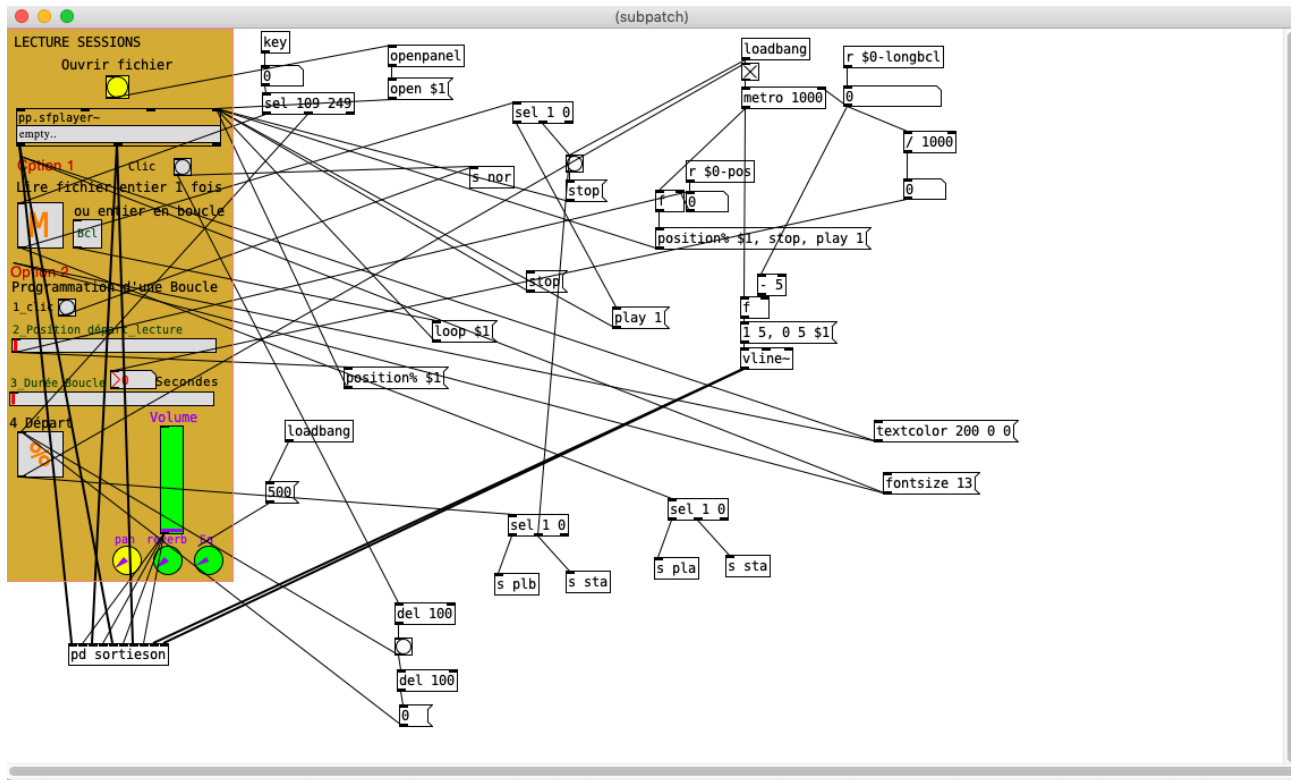 (subpatch)
LECTURE SESSIONS
Ouvrir fichier
pp.sfplayer~
empty..
Option 1
clic
Lire fichier entier 1 fois
ou entier en boucle
M
Bcl
Option 2
Programmation d'une Boucle
1_clic
2_Position_départ_lecture
3_Durée_Boucle
>0
Secondes
4 Départ
Volume
%
pan
reverb
Eq
key
0
sel 109 249
openpanel
open $1
sel 1 0
s nor
stop
stop
play 1
loop $1
position% $1
loadbang
500
loadbang
metro 1000
r $0-longbcl
0
/ 1000
0
r $0-pos
f
0
position% $1, stop, play 1
- 5
f
1 5, 0 5 $1
vline~
textcolor 200 0 0
fontsize 13
sel 1 0
s plb
s sta
sel 1 0
s pla
s sta
del 100
del 100
0
pd sortieson